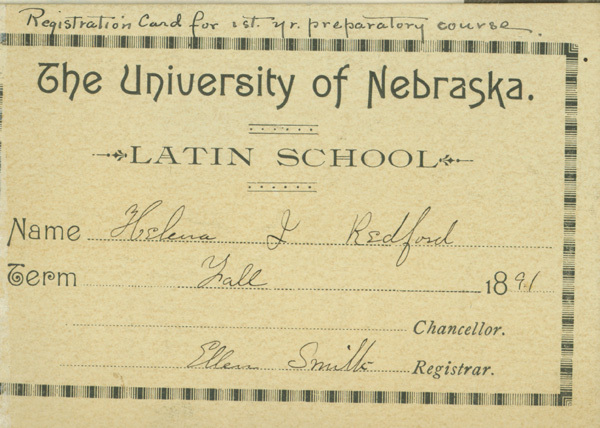 Registration Card for 1st. yr. preparatory course.
The University of Nebraska.
LATIN SCHOOL
Name Helena I Redford
Term Fall 1891
Chancellor.
Ellen Smith Registrar.